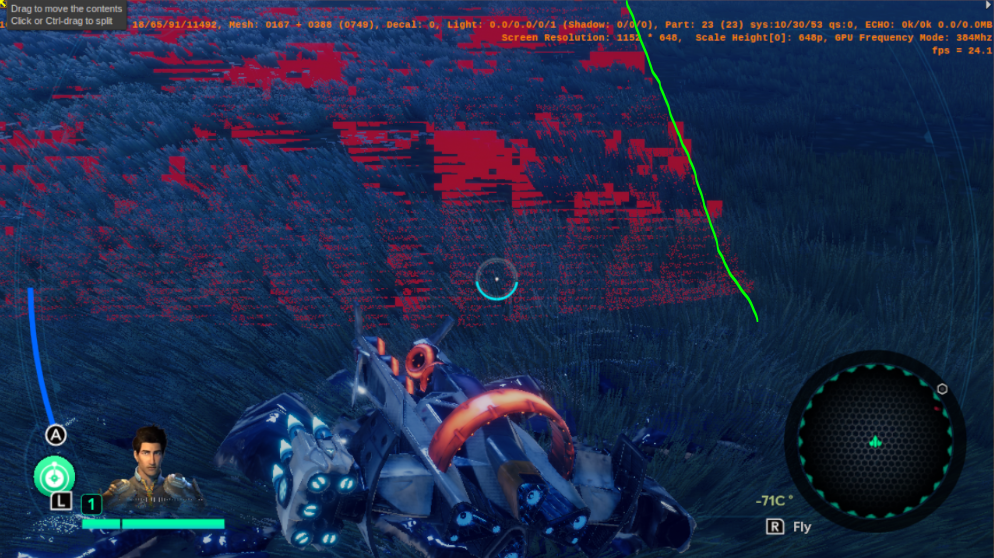 Drag to move the contents
Click or Ctrl-drag to split
18/65/91/11492, Mesh: 0167 + 0388 (0749), Decal: 0, Light: 0.0/0.0/0/1 (Shadow: 0/0/0), Part: 23 (23) sys:10/30/53 qs:0, ECHO: 0k/0k 0.0/0.0MB
Screen Resolution: 1152 * 648, Scale Height[0]: 648p, GPU Frequency Mode: 384Mhz
fps = 24.1
A
L
1
-71C°
R Fly